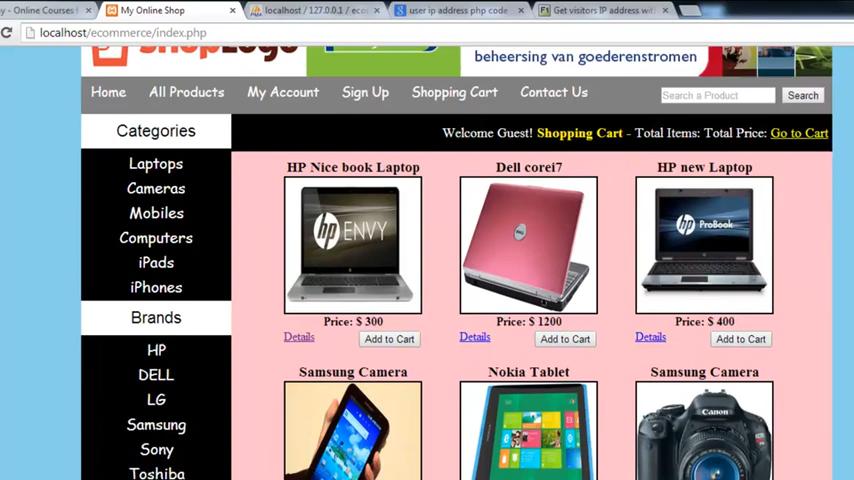 y - Online Courses f
My Online Shop
localhost / 127.0.0.1 / eco
user ip address php code
Get visitors IP address wit
localhost/ecommerce/index.php
beheersing van goederenstromen
Home All Products My Account Sign Up Shopping Cart Contact Us Search a Product Search
Categories
Welcome Guest! Shopping Cart - Total Items: Total Price: Go to Cart
Laptops
Cameras
Mobiles
Computers
iPads
iPhones
Brands
HP
DELL
LG
Samsung
Sony
Toshiba
HP Nice book Laptop Dell corei7 HP new Laptop
hp ENVY
DELL
hp ProBook
Price: $ 300 Price: $ 1200 Price: $ 400
Details Add to Cart Details Add to Cart Details Add to Cart
Samsung Camera Nokia Tablet Samsung Camera
Canon